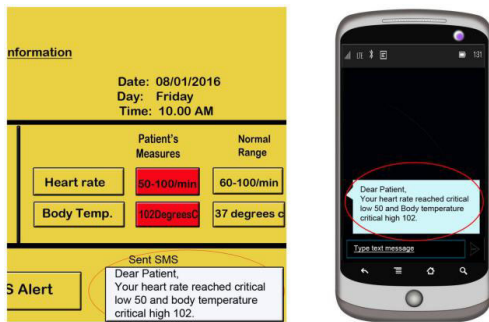 nformation
Date: 08/01/2016
Day: Friday
Time: 10.00 AM
Patient's
Measures
Normal
Range
Heart rate
50-100/min
60-100/min
Body Temp.
102DegreesC
37 degrees c
Sent SMS
S Alert
Dear Patient,
Your heart rate reached critical
low 50 and body temperature
critical high 102.
LTE
1:31
Dear Patient,
Your heart rate reached critical
low 50 and Body temperature
critical high 102.
Type text message